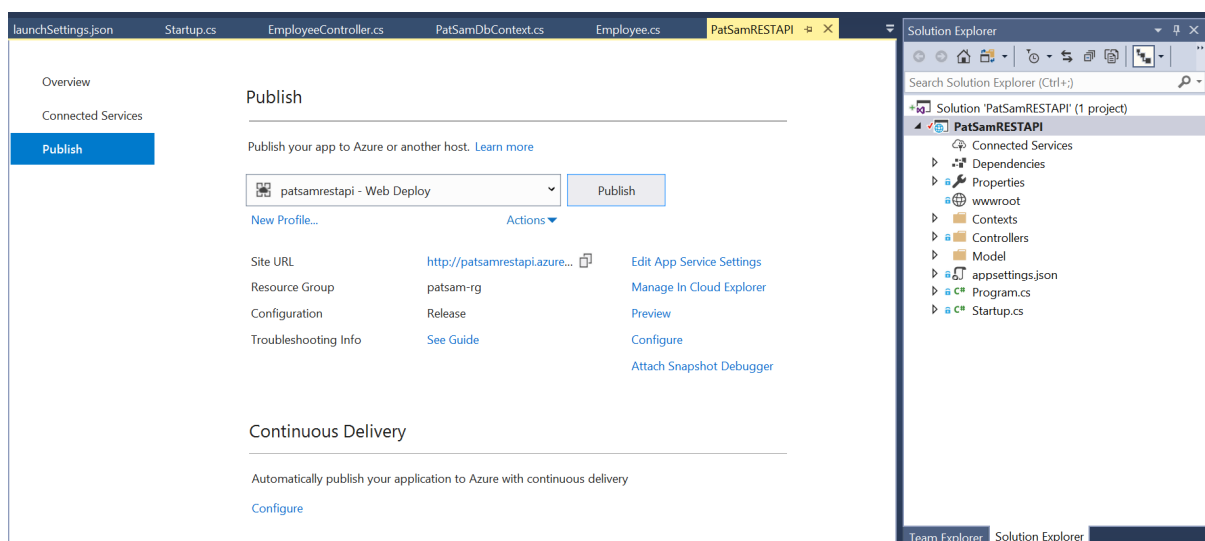 launchSettings.json Startup.cs EmployeeController.cs PatSamDbContext.cs Employee.cs PatSamRESTAPI
Overview
Connected Services
Publish
Publish
Publish your app to Azure or another host. Learn more
patsamrestapi - Web Deploy Publish
New Profile... Actions
Site URL http://patsamrestapi.azure... Edit App Service Settings
Resource Group patsam-rg Manage In Cloud Explorer
Configuration Release Preview
Troubleshooting Info See Guide Configure
Attach Snapshot Debugger
Continuous Delivery
Automatically publish your application to Azure with continuous delivery
Configure
Solution Explorer
Search Solution Explorer (Ctrl+;)
Solution 'PatSamRESTAPI' (1 project)
PatSamRESTAPI
Connected Services
Dependencies
Properties
wwwroot
Contexts
Controllers
Model
appsettings.json
C# Program.cs
C# Startup.cs
Team Explorer Solution Explorer